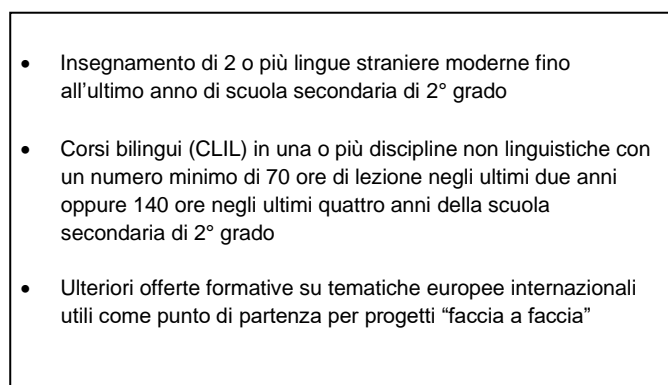 • Insegnamento di 2 o più lingue straniere moderne fino
all’ultimo anno di scuola secondaria di 2° grado
• Corsi bilingui (CLIL) in una o più discipline non linguistiche con
un numero minimo di 70 ore di lezione negli ultimi due anni
oppure 140 ore negli ultimi quattro anni della scuola
secondaria di 2° grado
• Ulteriori offerte formative su tematiche europee internazionali
utili come punto di partenza per progetti “faccia a faccia”